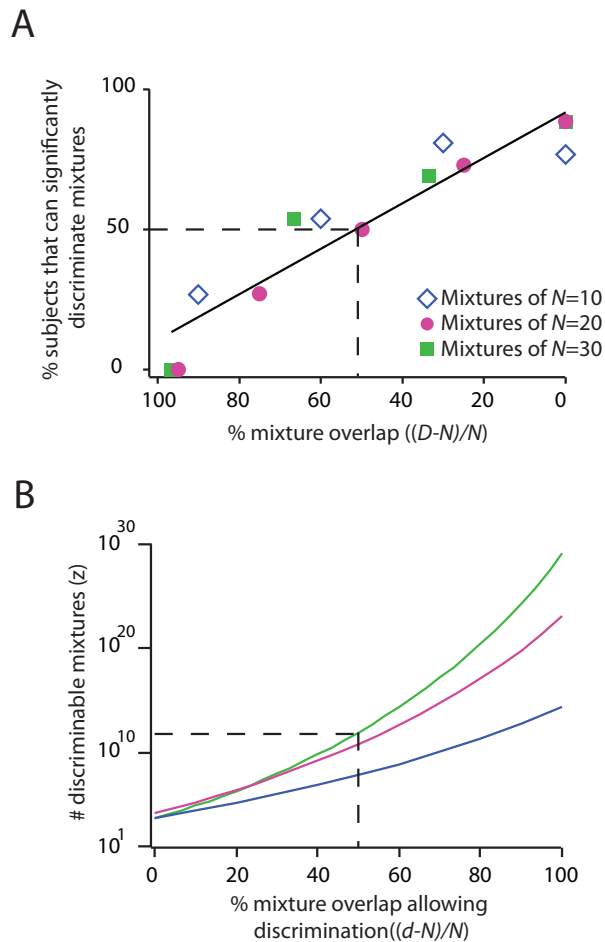 A
% subjects that can significantly
discriminate mixtures
100
50
0
Mixtures of N=10
Mixtures of N=20
Mixtures of N=30
100 80 60 40 20 0
% mixture overlap ((D-N)/N)
B
# discriminable mixtures (z)
10^30
10^20
10^10
10^1
0 20 40 60 80 100
% mixture overlap allowing
discrimination((d-N)/N)